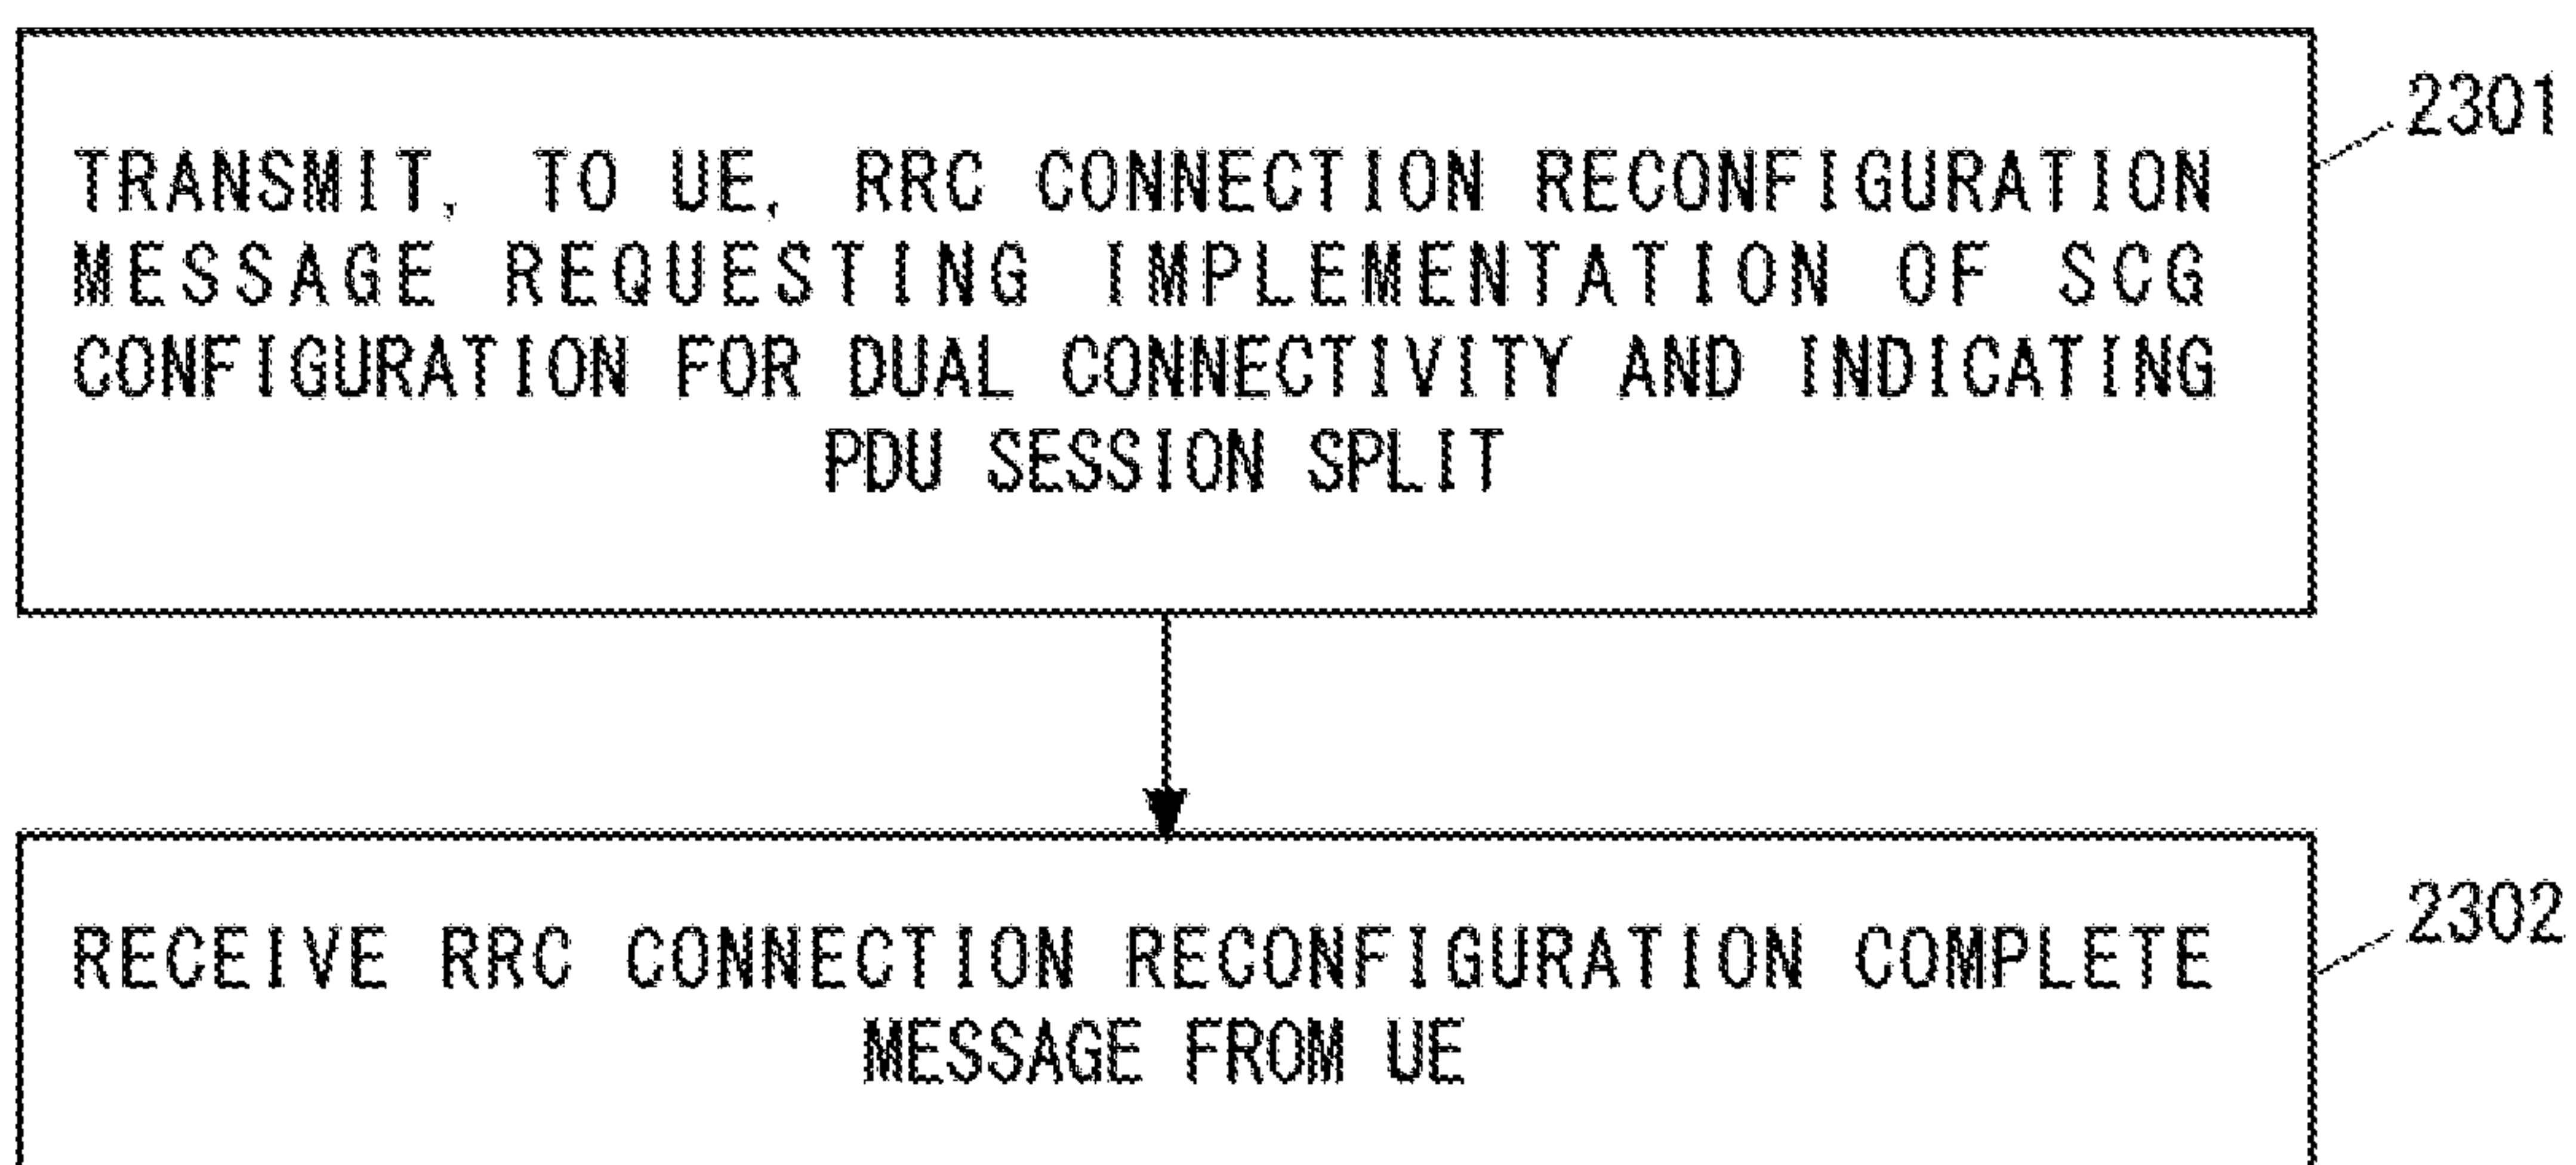 2301
TRANSMIT, TO UE, RRC CONNECTION RECONFIGURATION
MESSAGE REQUESTING IMPLEMENTATION OF SCG
CONFIGURATION FOR DUAL CONNECTIVITY AND INDICATING
PDU SESSION SPLIT
2302
RECEIVE RRC CONNECTION RECONFIGURATION COMPLETE
MESSAGE FROM UE